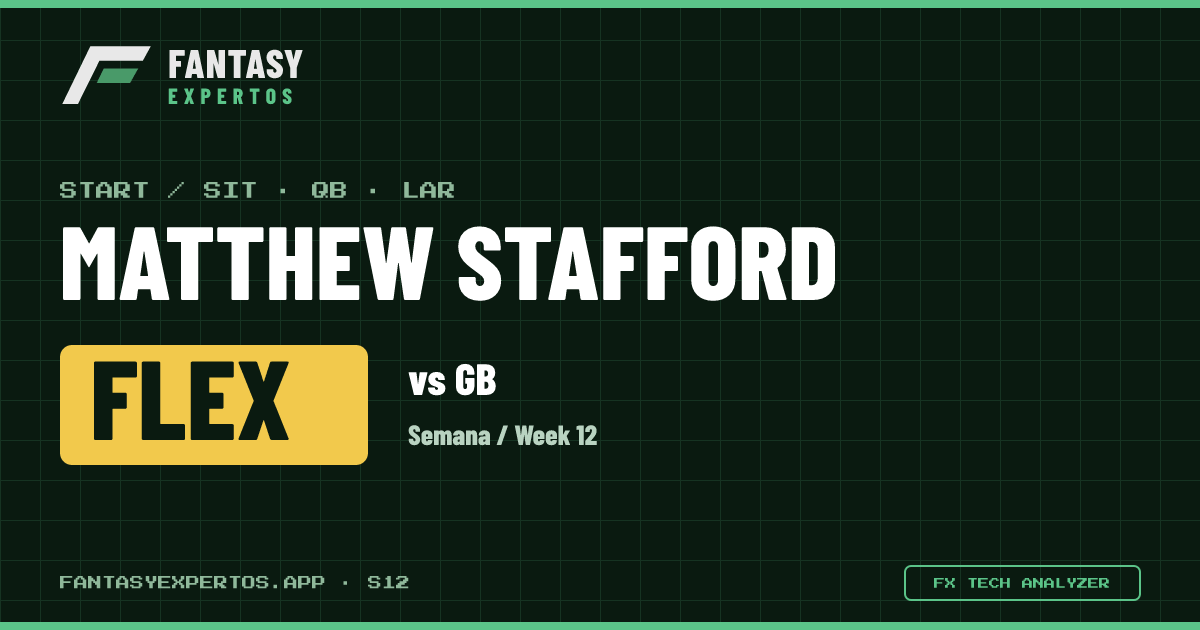 FANTASY
EXPERTOS
START / SIT · QB · LAR
MATTHEW STAFFORD
FLEX
vs GB
Semana / Week 12
FANTASYEXPERTOS.APP · S12
FX TECH ANALYZER